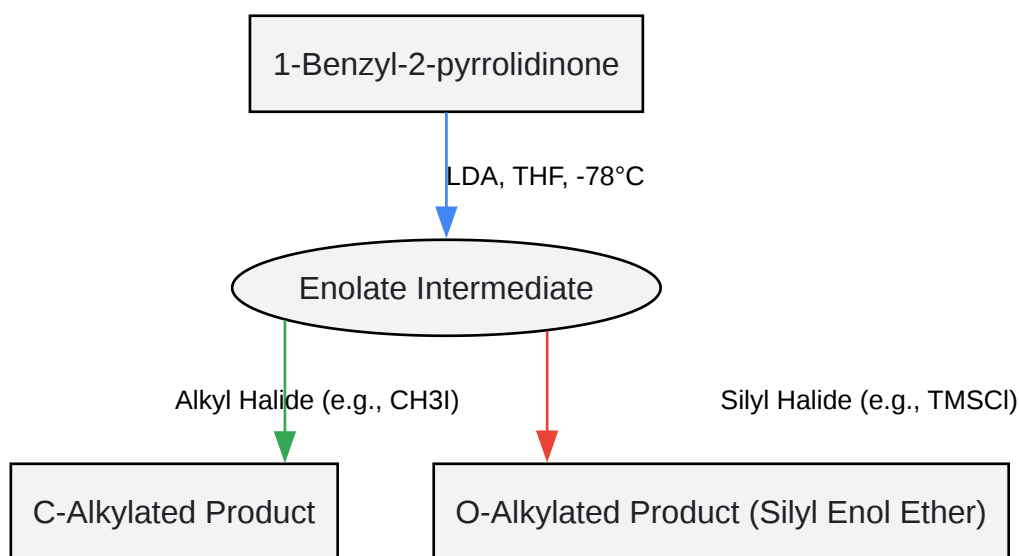 1-Benzyl-2-pyrrolidinone
LDA, THF, -78°C
Enolate Intermediate
Alkyl Halide (e.g., CH3I)
Silyl Halide (e.g., TMSCl)
C-Alkylated Product
O-Alkylated Product (Silyl Enol Ether)